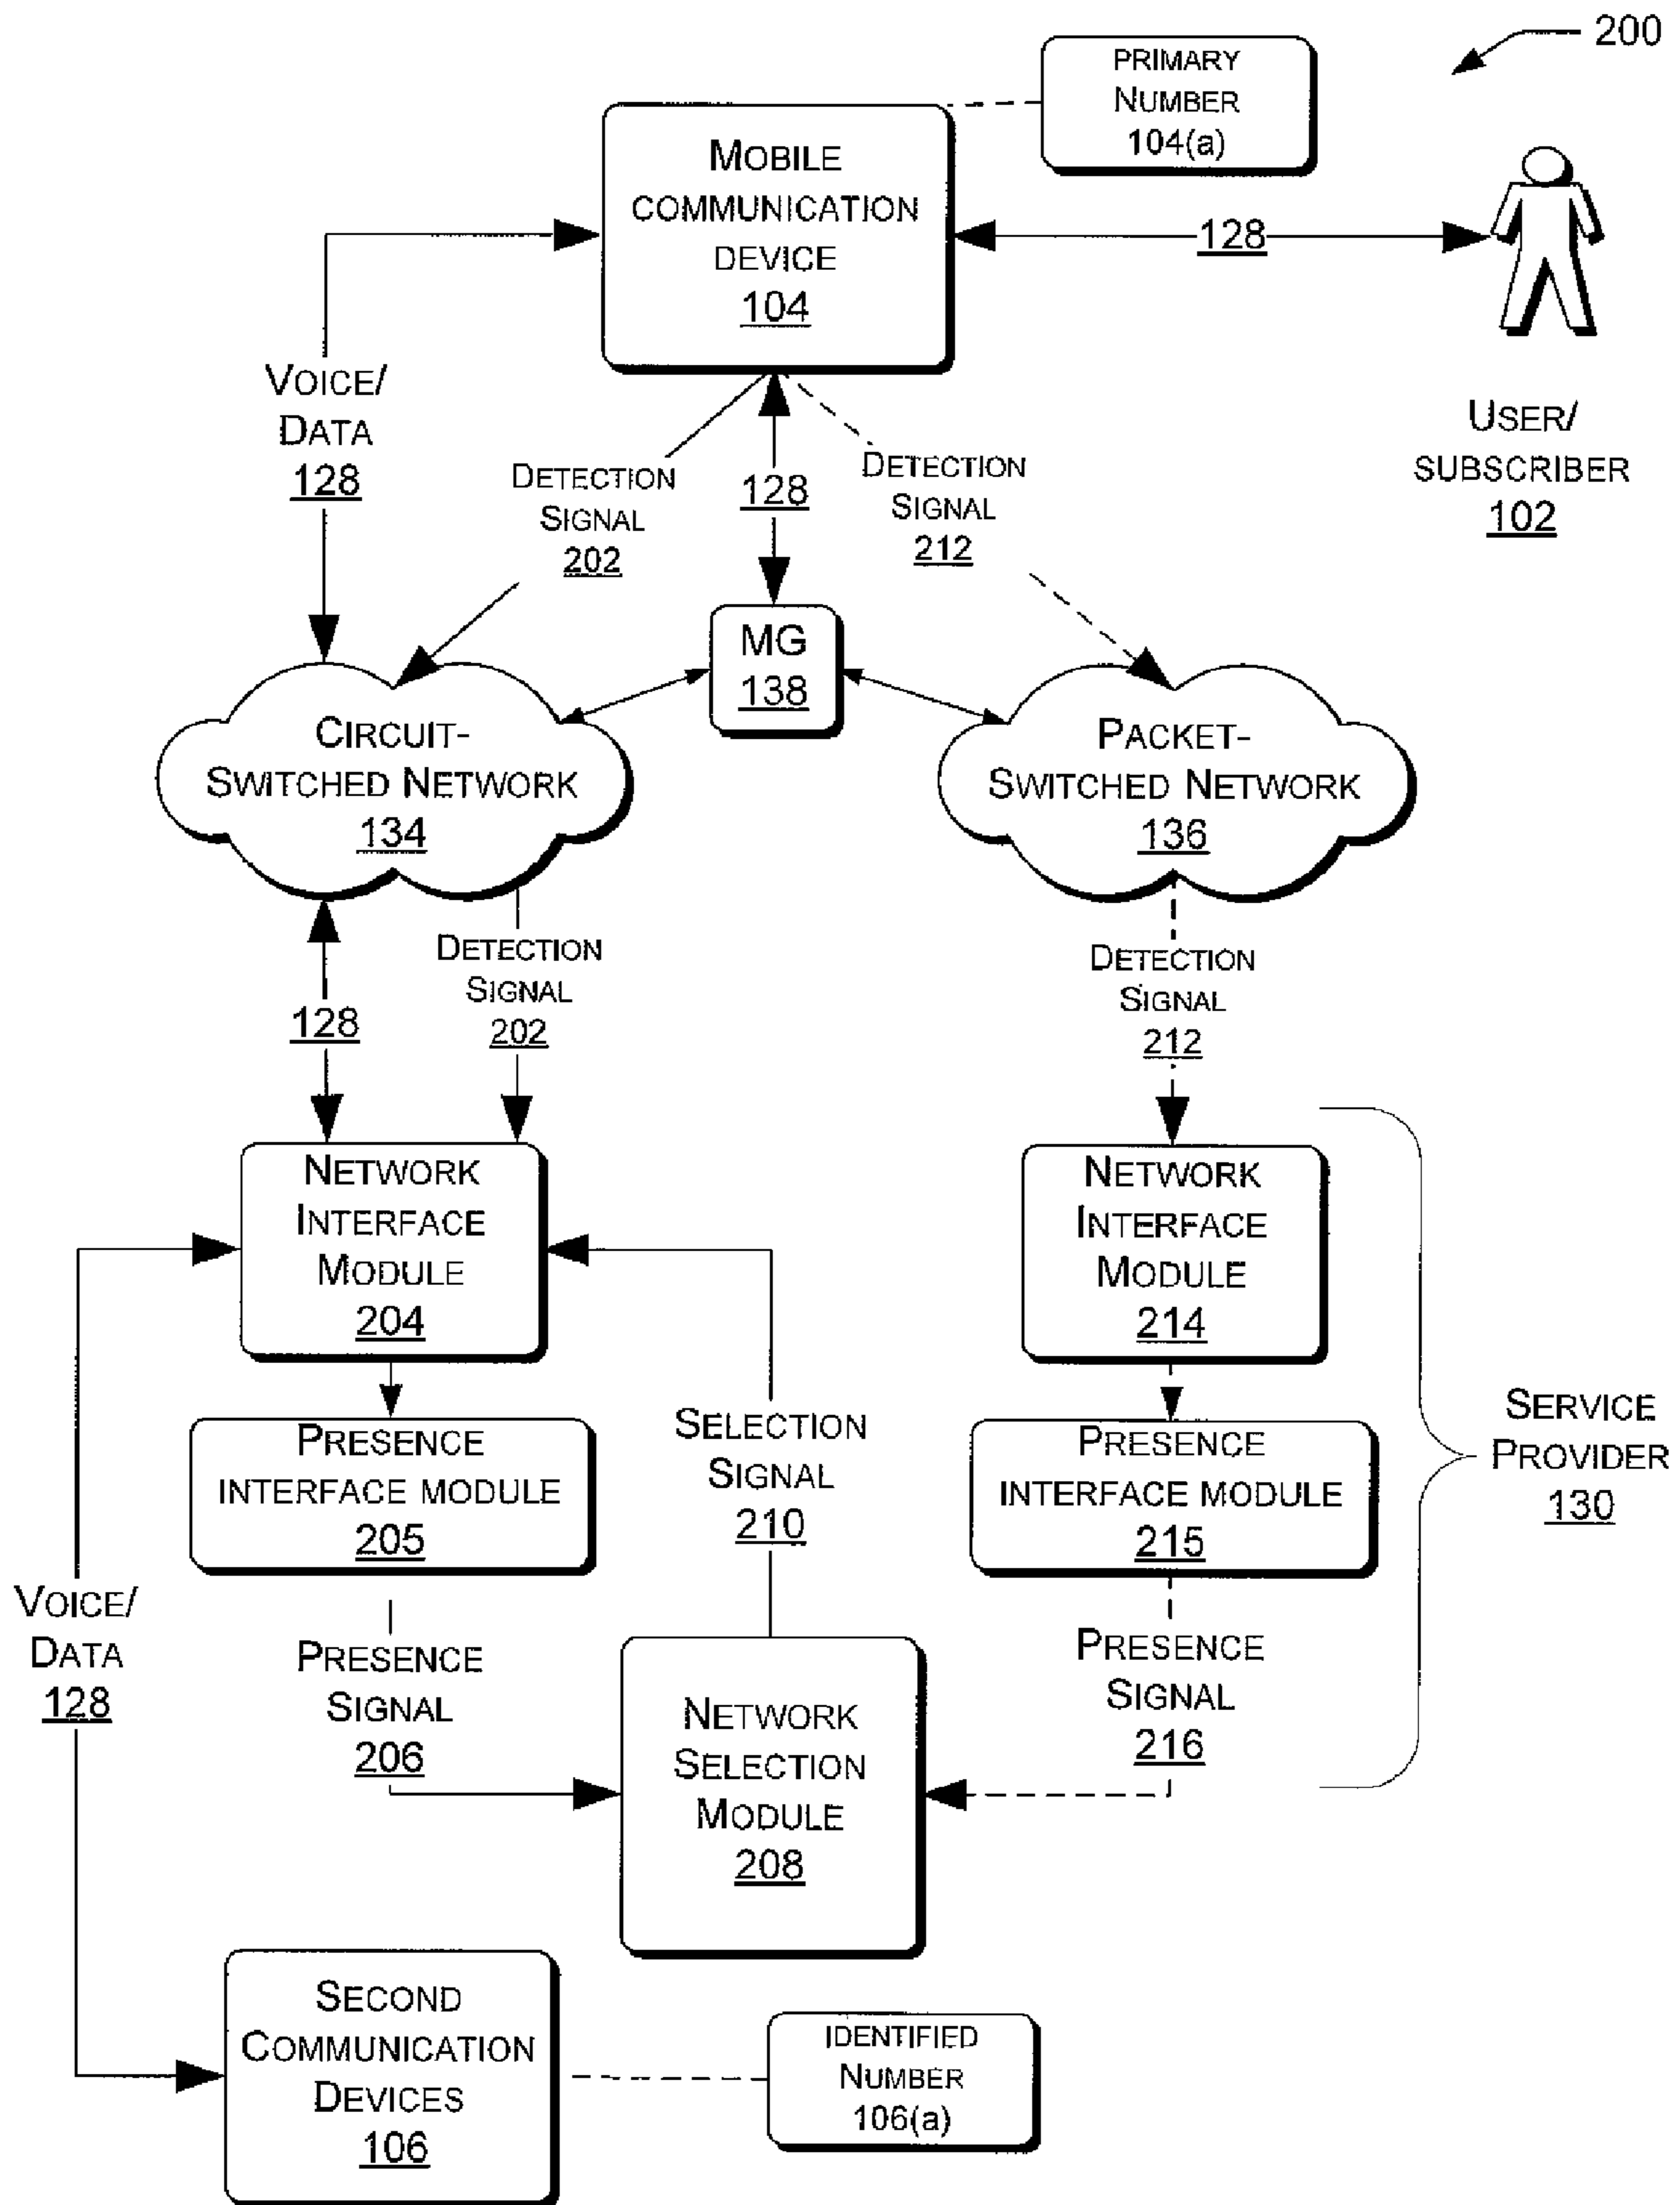 200
PRIMARY
NUMBER
104(a)
MOBILE
COMMUNICATION
DEVICE
104
128
VOICE/
DATA
128
USER/
SUBSCRIBER
102
DETECTION
SIGNAL
202
128
DETECTION
SIGNAL
212
MG
138
CIRCUIT-
SWITCHED NETWORK
134
PACKET-
SWITCHED NETWORK
136
128
DETECTION
SIGNAL
202
DETECTION
SIGNAL
212
NETWORK
INTERFACE
MODULE
204
NETWORK
INTERFACE
MODULE
214
PRESENCE
INTERFACE MODULE
205
SELECTION
SIGNAL
210
PRESENCE
INTERFACE MODULE
215
SERVICE
PROVIDER
130
VOICE/
DATA
128
PRESENCE
SIGNAL
206
NETWORK
SELECTION
MODULE
208
PRESENCE
SIGNAL
216
SECOND
COMMUNICATION
DEVICES
106
IDENTIFIED
NUMBER
106(a)